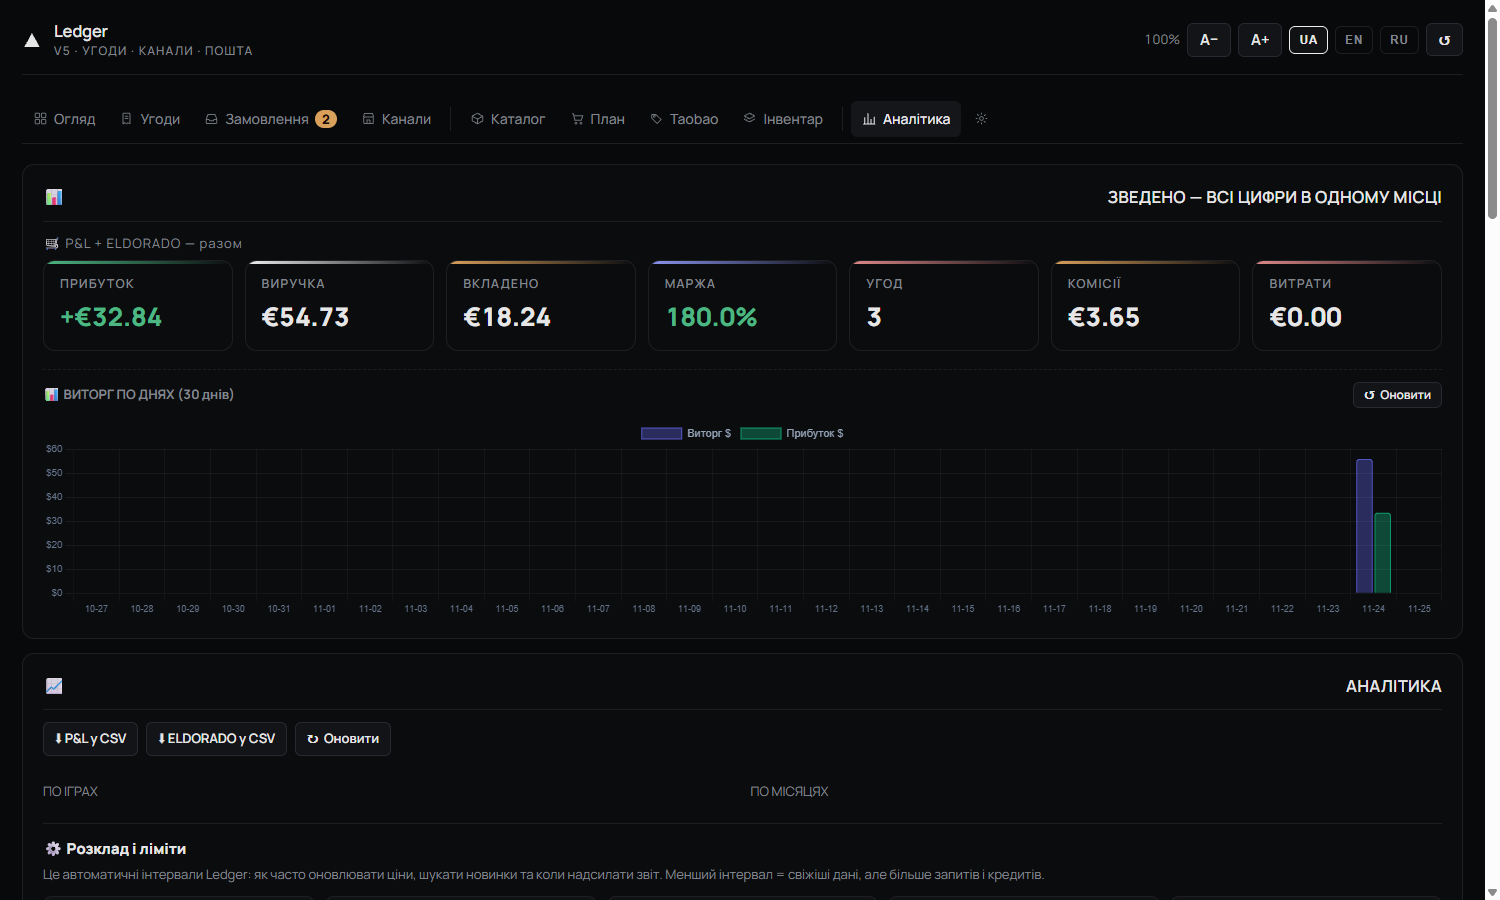 Ledger
V5 · УГОДИ · КАНАЛИ · ПОШТА
100% A− A+ UA EN RU ↺
Огляд Угоди Замовлення 2 Канали Каталог План Taobao Інвентар Аналітика
ЗВЕДЕНО — ВСІ ЦИФРИ В ОДНОМУ МІСЦІ
P&L + ELDORADO — разом
ПРИБУТОК ВИРУЧКА ВКЛАДЕНО МАРЖА УГОД КОМІСІЇ ВИТРАТИ
+€32.84 €54.73 €18.24 180.0% 3 €3.65 €0.00
ВИТОРГ ПО ДНЯХ (30 днів) ↺ Оновити
Виторг $ Прибуток $
$60
$50
$40
$30
$20
$10
$0
10-27 10-28 10-29 10-30 10-31 11-01 11-02 11-03 11-04 11-05 11-06 11-07 11-08 11-09 11-10 11-11 11-12 11-13 11-14 11-15 11-16 11-17 11-18 11-19 11-20 11-21 11-22 11-23 11-24 11-25
АНАЛІТИКА
⬇ P&L у CSV ⬇ ELDORADO у CSV ↻ Оновити
ПО ІГРАХ ПО МІСЯЦЯХ
Розклад і ліміти
Це автоматичні інтервали Ledger: як часто оновлювати ціни, шукати новинки та коли надсилати звіт. Менший інтервал = свіжіші дані, але більше запитів і кредитів.